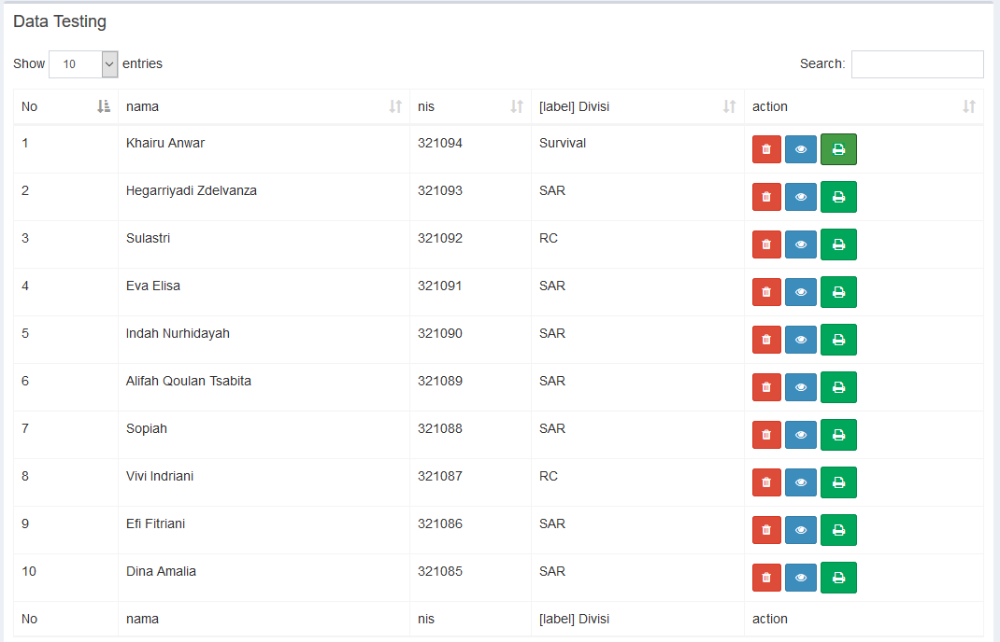 Data Testing
Show 10 entries Search:
No nama nis [label] Divisi action
1 Khairu Anwar 321094 Survival
2 Hegarriyadi Zdelvanza 321093 SAR
3 Sulastri 321092 RC
4 Eva Elisa 321091 SAR
5 Indah Nurhidayah 321090 SAR
6 Alifah Qoulan Tsabita 321089 SAR
7 Sopiah 321088 SAR
8 Vivi Indriani 321087 RC
9 Efi Fitriani 321086 SAR
10 Dina Amalia 321085 SAR
No nama nis [label] Divisi action